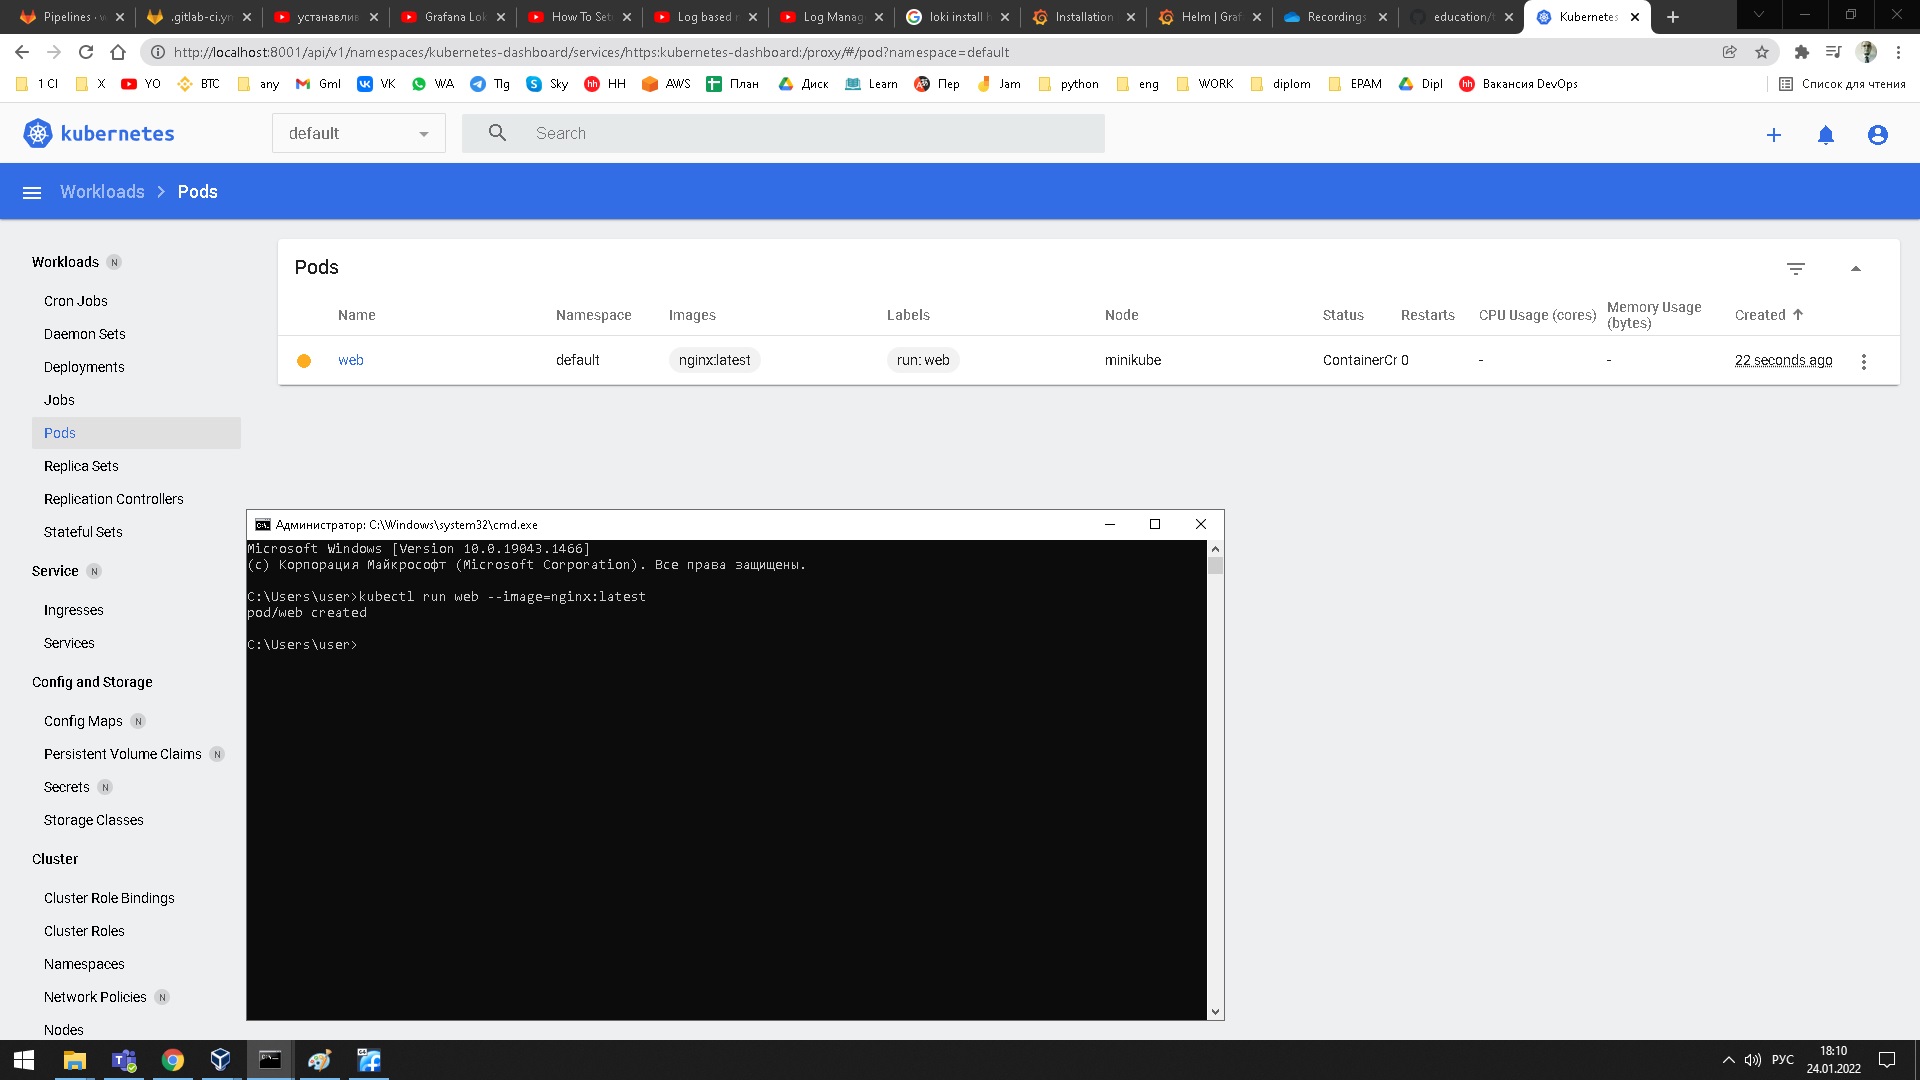 Pipelines · v
.gitlab-ci.yn
устанавлив
Grafana Lok
How To Set
Log based r
Log Manag
loki install h
Installation
Helm | Graf
Recordings
education/t
Kubernetes
http://localhost:8001/api/v1/namespaces/kubernetes-dashboard/services/https:kubernetes-dashboard:/proxy/#/pod?namespace=default
1 CI X YO BTC any Gml VK WA Tlg Sky HH AWS План Диск Learn Пер Jam python eng WORK diplom EPAM Dipl Вакансия DevOps Список для чтения
kubernetes
default
Search
Workloads > Pods
Workloads N
Cron Jobs
Daemon Sets
Deployments
Jobs
Pods
Replica Sets
Replication Controllers
Stateful Sets
Service N
Ingresses
Services
Config and Storage
Config Maps N
Persistent Volume Claims N
Secrets N
Storage Classes
Cluster
Cluster Role Bindings
Cluster Roles
Namespaces
Network Policies N
Nodes
Pods
Name Namespace Images Labels Node Status Restarts CPU Usage (cores) Memory Usage (bytes) Created
web default nginx:latest run: web minikube ContainerCr 0 - - 22 seconds ago
Администратор: C:\Windows\system32\cmd.exe
Microsoft Windows [Version 10.0.19043.1466]
(c) Корпорация Майкрософт (Microsoft Corporation). Все права защищены.
C:\Users\user>kubectl run web --image=nginx:latest
pod/web created
C:\Users\user>
РУС
18:10
24.01.2022